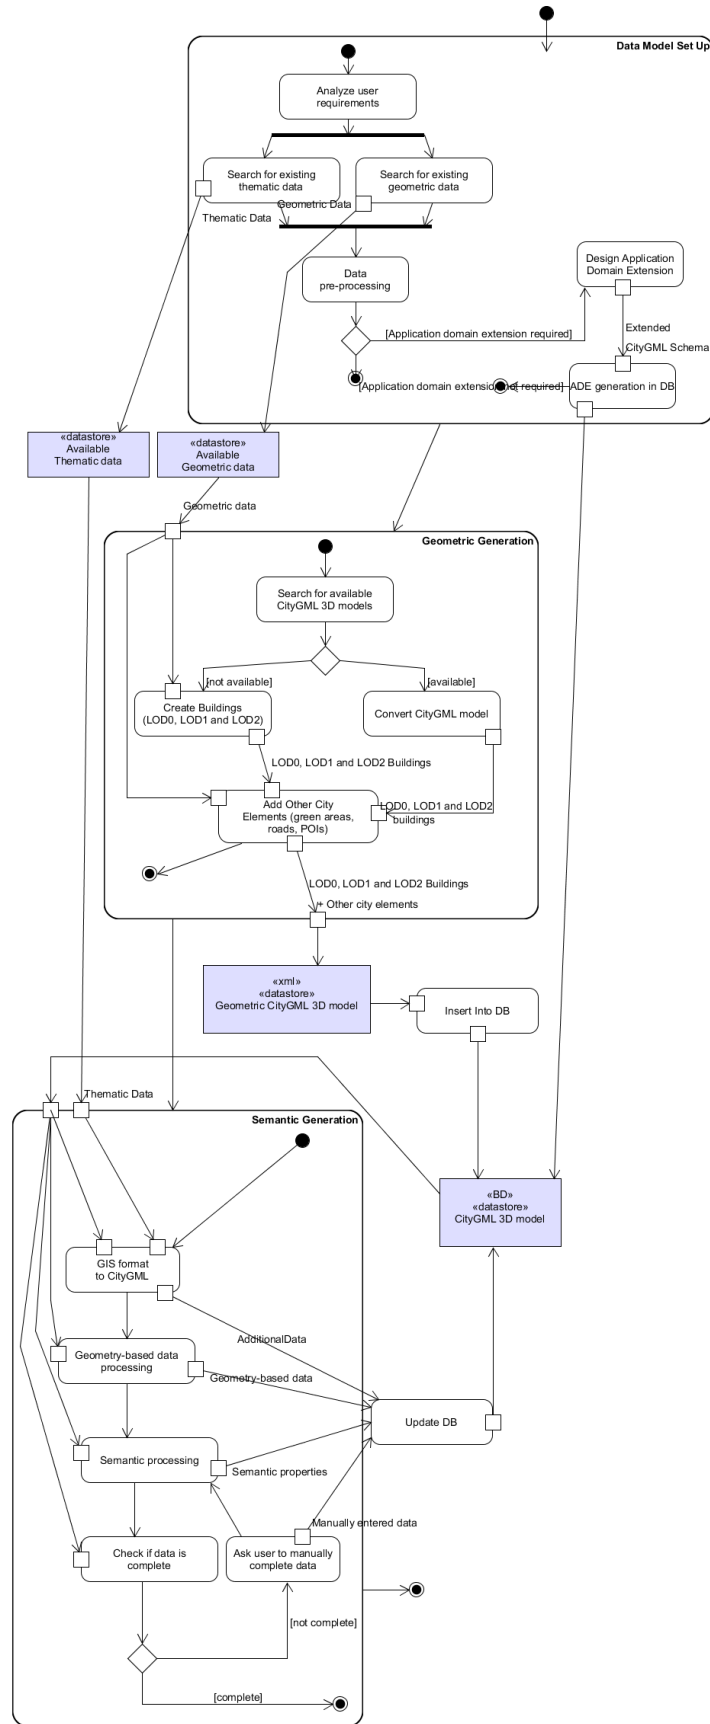 Data Model Set Up
Analyze user
requirements
Search for existing
thematic data
Search for existing
geometric data
Geometric Data
Thematic Data
Data
pre-processing
Design Application
Domain Extension
[Application domain extension required]
Extended
CityGML Schema
[Application domain extension not required]
ADE generation in DB
«datastore»
Available
Thematic data
«datastore»
Available
Geometric data
Geometric data
Geometric Generation
Search for available
CityGML 3D models
[not available]
[available]
Create Buildings
(LOD0, LOD1 and LOD2)
Convert CityGML model
LOD0, LOD1 and LOD2 Buildings
Add Other City
Elements (green areas,
roads, POIs)
LOD0, LOD1 and LOD2
buildings
LOD0, LOD1 and LOD2 Buildings
+ Other city elements
«xml»
«datastore»
Geometric CityGML 3D model
Insert Into DB
Thematic Data
Semantic Generation
«BD»
«datastore»
CityGML 3D model
GIS format
to CityGML
AdditionalData
Geometry-based data
processing
Geometry-based data
Update DB
Semantic processing
Semantic properties
Manually entered data
Check if data is
complete
Ask user to manually
complete data
[not complete]
[complete]